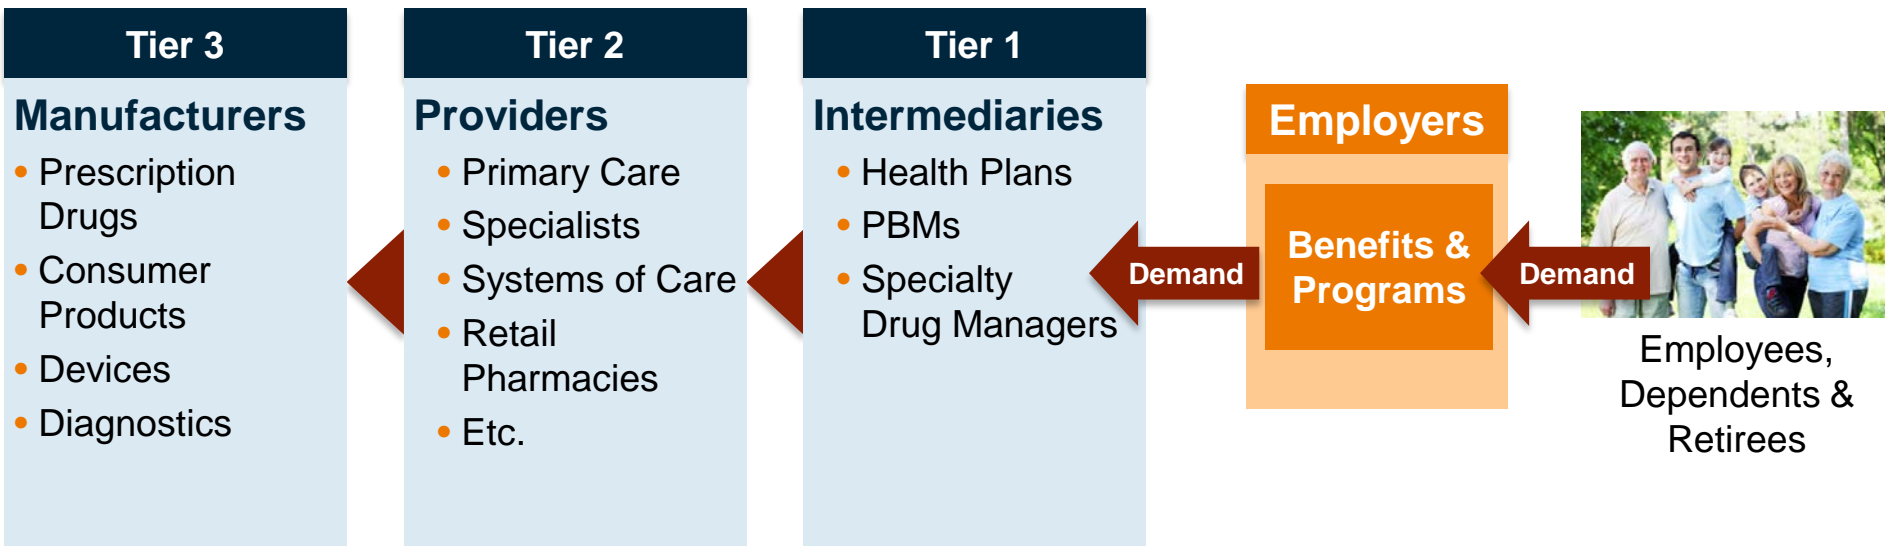 Tier 3
Manufacturers
• Prescription
Drugs
• Consumer
Products
• Devices
• Diagnostics
Tier 2
Providers
• Primary Care
• Specialists
• Systems of Care
• Retail
Pharmacies
• Etc.
Tier 1
Intermediaries
• Health Plans
• PBMs
• Specialty
Drug Managers
Demand
Employers
Benefits &
Programs
Demand
Employees,
Dependents &
Retirees